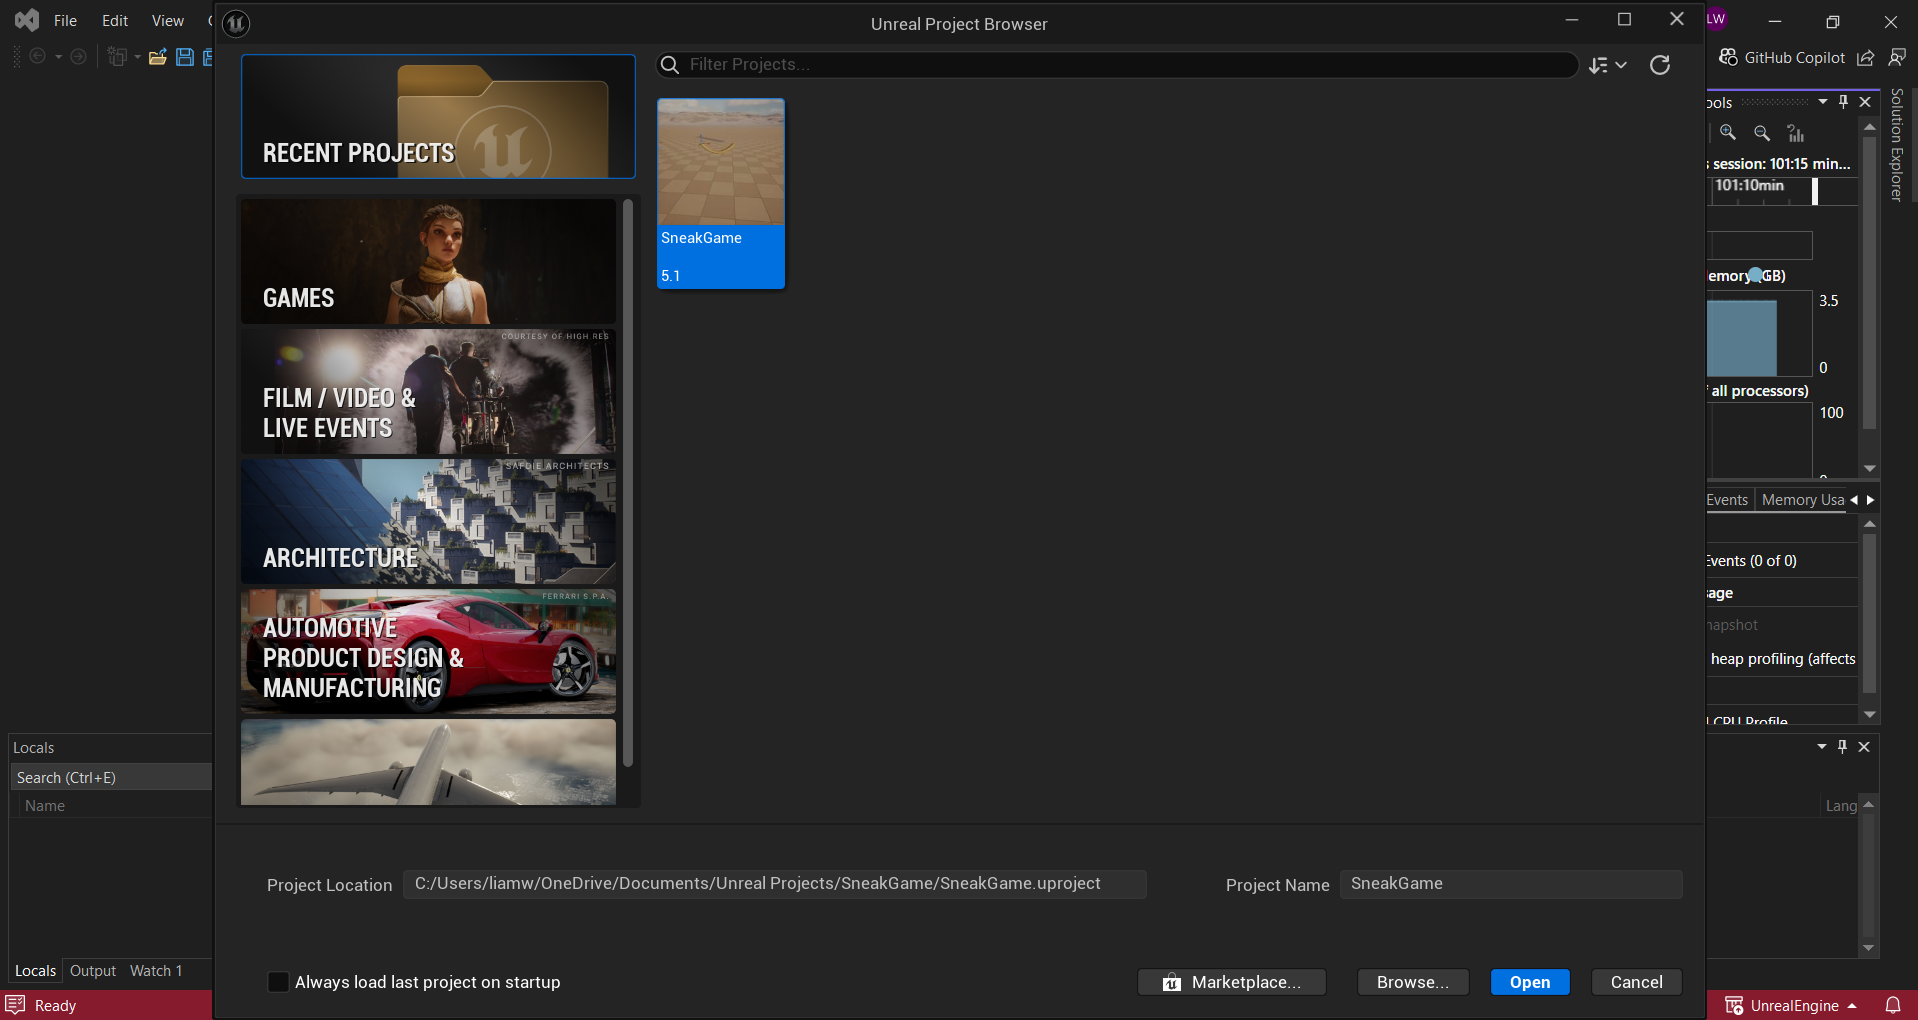 File Edit View
Unreal Project Browser
LW
GitHub Copilot
Filter Projects...
RECENT PROJECTS
SneakGame
5.1
GAMES
COURTESY OF HIGH RES
FILM / VIDEO &
LIVE EVENTS
SAFDIE ARCHITECTS
ARCHITECTURE
FERRARI S.P.A.
AUTOMOTIVE
PRODUCT DESIGN &
MANUFACTURING
ools
Solution Explorer
s session: 101:15 min...
101:10min
emory (GB)
3.5
0
all processors)
100
Events Memory Usa
Events (0 of 0)
sage
napshot
heap profiling (affects
CPU Profile
Locals
Search (Ctrl+E)
Name
Lang
Project Location C:/Users/liamw/OneDrive/Documents/Unreal Projects/SneakGame/SneakGame.uproject Project Name SneakGame
Locals Output Watch 1
Always load last project on startup Marketplace... Browse... Open Cancel
Ready
UnrealEngine